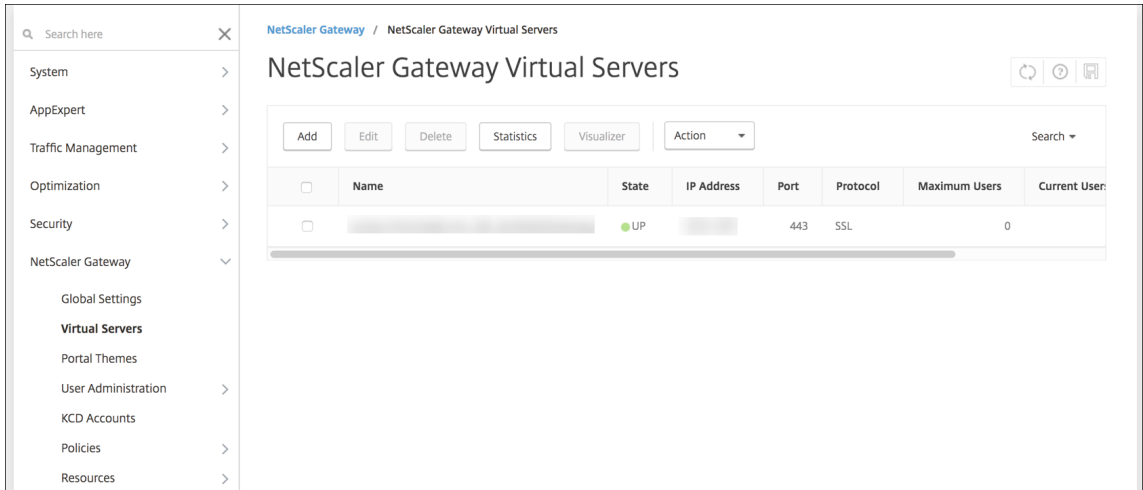 Search here
System
AppExpert
Traffic Management
Optimization
Security
NetScaler Gateway
Global Settings
Virtual Servers
Portal Themes
User Administration
KCD Accounts
Policies
Resources
NetScaler Gateway / NetScaler Gateway Virtual Servers
NetScaler Gateway Virtual Servers
Add Edit Delete Statistics Visualizer Action Search
Name State IP Address Port Protocol Maximum Users Current Users
UP 443 SSL 0